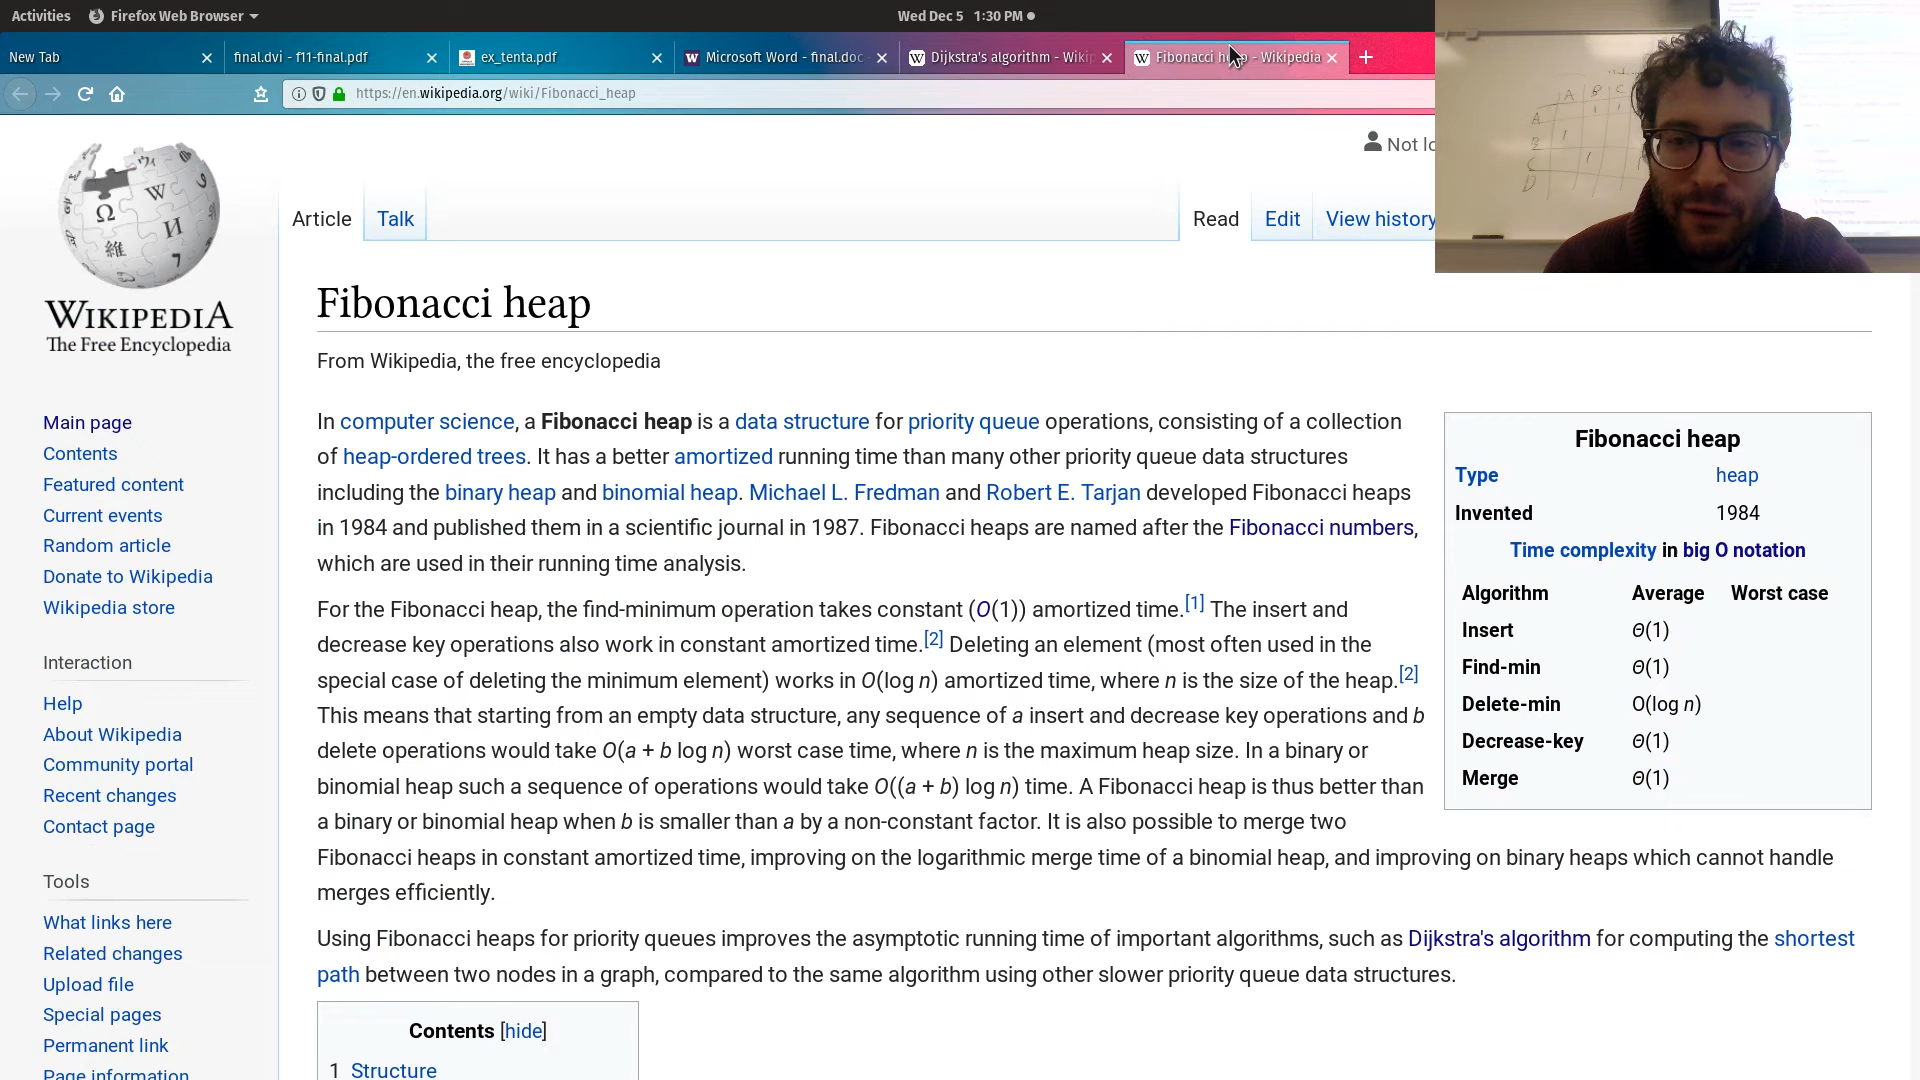 Activities Firefox Web Browser Wed Dec 5 1:30 PM
New Tab final.dvi - f11-final.pdf ex_tenta.pdf Microsoft Word - final.doc Dijkstra's algorithm - Wikip Fibonacci - Wikipedia
https://en.wikipedia.org/wiki/Fibonacci_heap
Not lo
Article Talk Read Edit View history
WIKIPEDIA
The Free Encyclopedia
Main page
Contents
Featured content
Current events
Random article
Donate to Wikipedia
Wikipedia store
Interaction
Help
About Wikipedia
Community portal
Recent changes
Contact page
Tools
What links here
Related changes
Upload file
Special pages
Permanent link
Page information
Fibonacci heap
From Wikipedia, the free encyclopedia
In computer science, a Fibonacci heap is a data structure for priority queue operations, consisting of a collection
of heap-ordered trees. It has a better amortized running time than many other priority queue data structures
including the binary heap and binomial heap. Michael L. Fredman and Robert E. Tarjan developed Fibonacci heaps
in 1984 and published them in a scientific journal in 1987. Fibonacci heaps are named after the Fibonacci numbers,
which are used in their running time analysis.
For the Fibonacci heap, the find-minimum operation takes constant (O(1)) amortized time.[1] The insert and
decrease key operations also work in constant amortized time.[2] Deleting an element (most often used in the
special case of deleting the minimum element) works in O(log n) amortized time, where n is the size of the heap.[2]
This means that starting from an empty data structure, any sequence of a insert and decrease key operations and b
delete operations would take O(a + b log n) worst case time, where n is the maximum heap size. In a binary or
binomial heap such a sequence of operations would take O((a + b) log n) time. A Fibonacci heap is thus better than
a binary or binomial heap when b is smaller than a by a non-constant factor. It is also possible to merge two
Fibonacci heaps in constant amortized time, improving on the logarithmic merge time of a binomial heap, and improving on binary heaps which cannot handle
merges efficiently.
Using Fibonacci heaps for priority queues improves the asymptotic running time of important algorithms, such as Dijkstra's algorithm for computing the shortest
path between two nodes in a graph, compared to the same algorithm using other slower priority queue data structures.
Contents [hide]
1 Structure
Fibonacci heap
Type heap
Invented 1984
Time complexity in big O notation
Algorithm Average Worst case
Insert Θ(1)
Find-min Θ(1)
Delete-min O(log n)
Decrease-key Θ(1)
Merge Θ(1)
A B C
A 1 1
B 1
C 1
D 1